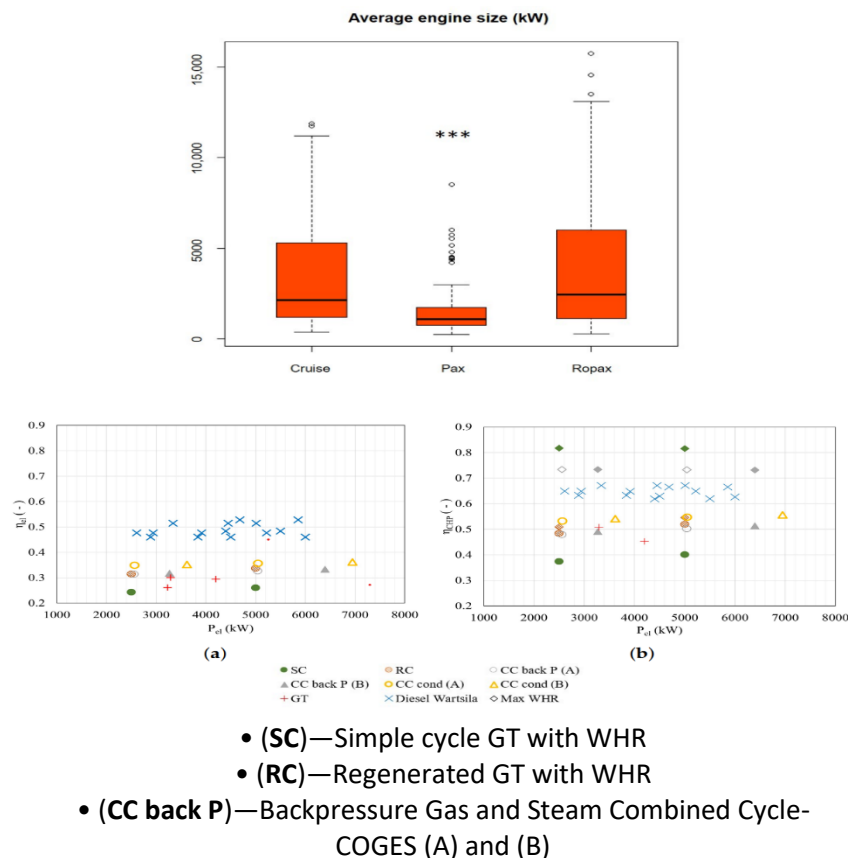 Average engine size (kW)
15,000
10,000
5000
0
***
Cruise Pax Ropax
0.9
0.8
0.7
0.6
0.5
0.4
0.3
0.2
ηel (-)
1000 2000 3000 4000 5000 6000 7000 8000
Pel (kW)
(a)
0.9
0.8
0.7
0.6
0.5
0.4
0.3
0.2
ηCHP (-)
1000 2000 3000 4000 5000 6000 7000 8000
Pel (kW)
(b)
SC RC CC back P (A)
CC back P (B) CC cond (A) CC cond (B)
GT Diesel Wartsila Max WHR
• (SC)—Simple cycle GT with WHR
• (RC)—Regenerated GT with WHR
• (CC back P)—Backpressure Gas and Steam Combined Cycle-
COGES (A) and (B)